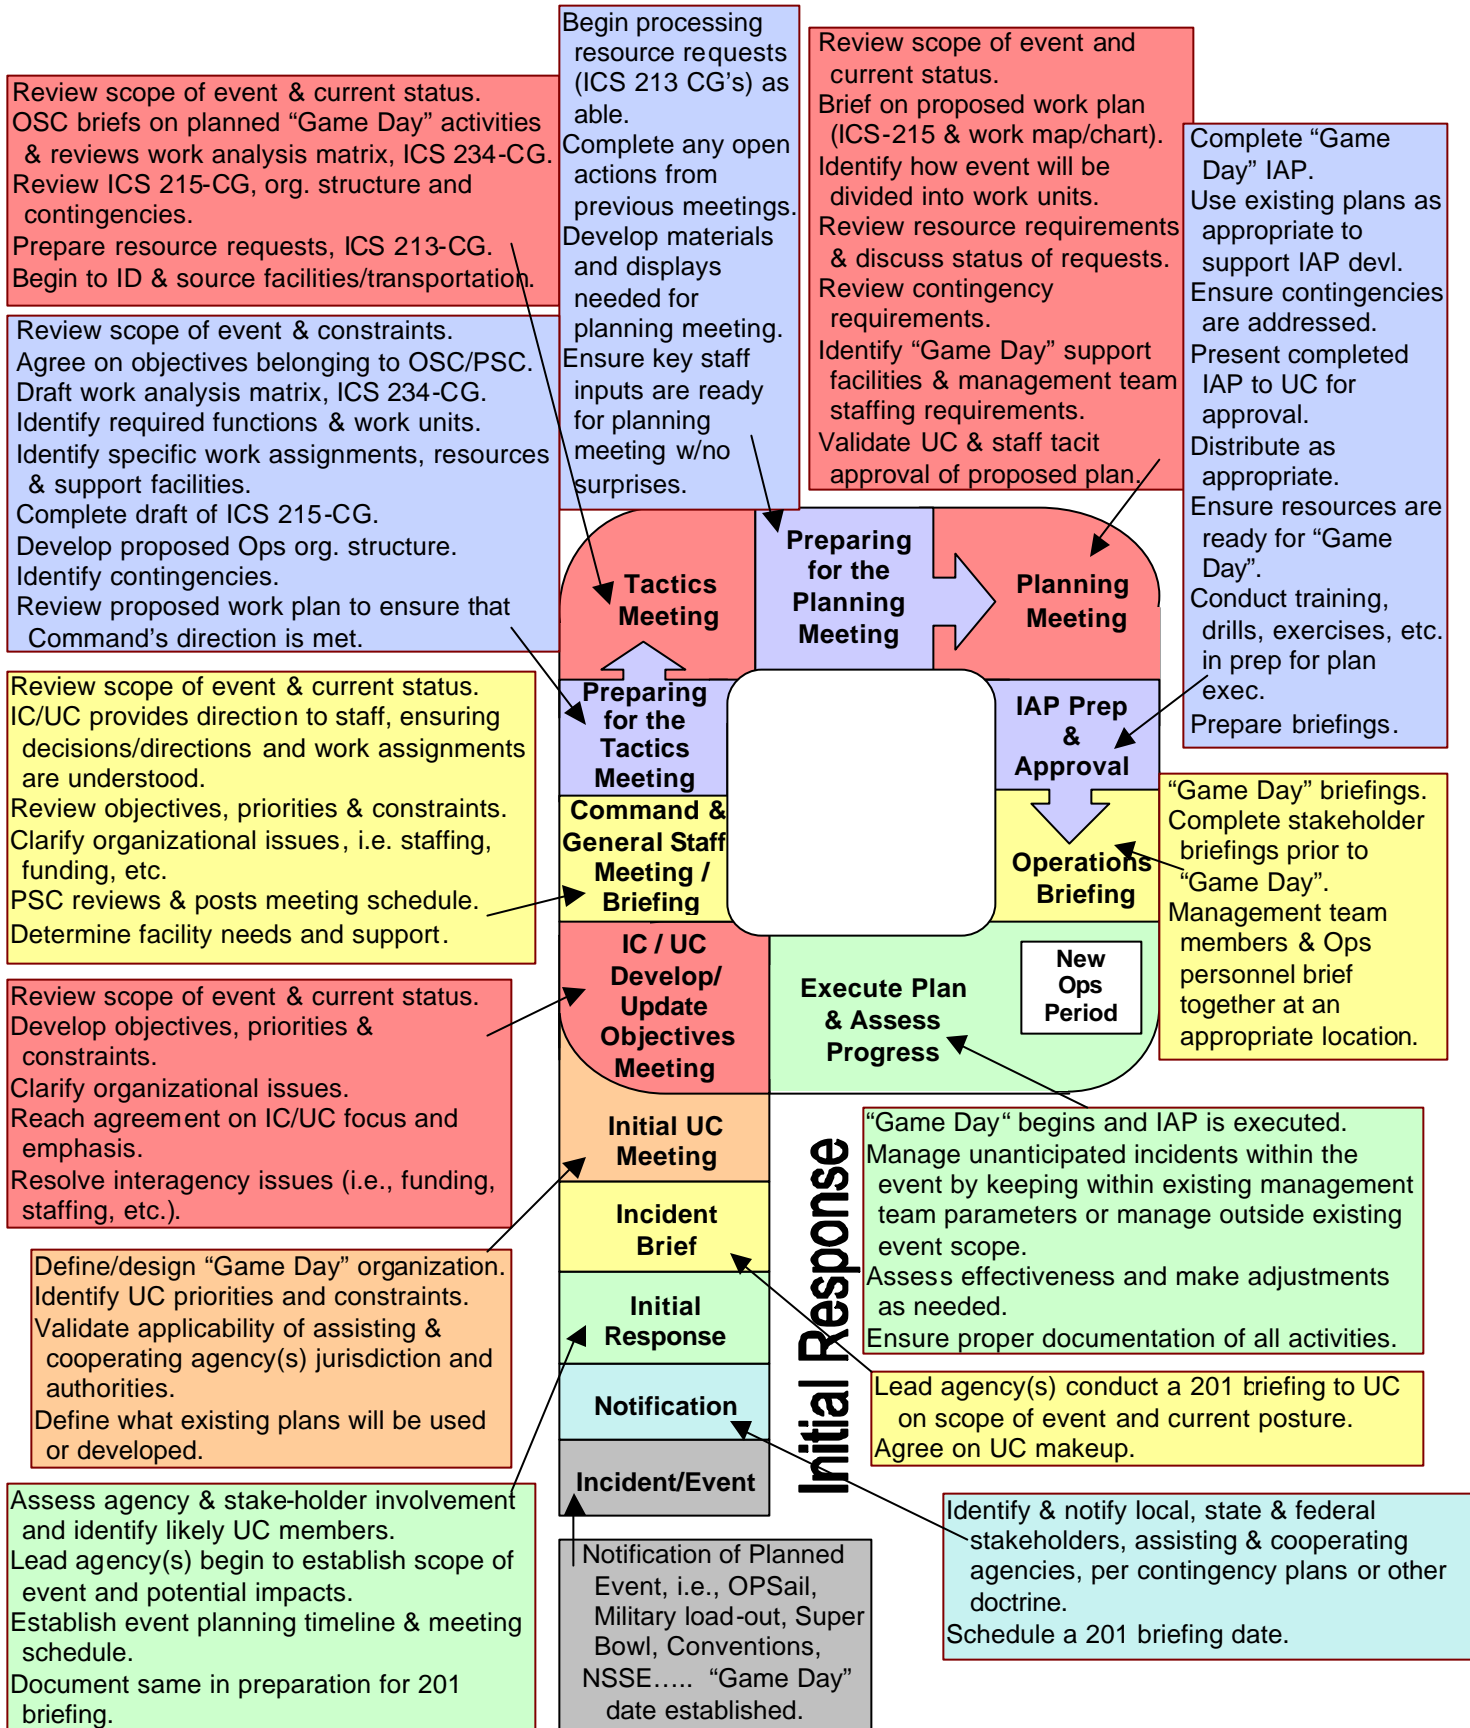 Begin processing
resource requests
(ICS 213 CG's) as
able.
Complete any open
actions from
previous meetings.
Develop materials
and displays
needed for
planning meeting.
Ensure key staff
inputs are ready
for planning
meeting w/no
surprises.
Review scope of event and
current status.
Brief on proposed work plan
(ICS-215 & work map/chart).
Identify how event will be
divided into work units.
Review resource requirements
& discuss status of requests.
Review contingency
requirements.
Identify “Game Day” support
facilities & management team
staffing requirements.
Validate UC & staff tacit
approval of proposed plan.
Review scope of event & current status.
OSC briefs on planned “Game Day” activities
& reviews work analysis matrix, ICS 234-CG.
Review ICS 215-CG, org. structure and
contingencies.
Prepare resource requests, ICS 213-CG.
Begin to ID & source facilities/transportation.
Complete “Game
Day” IAP.
Use existing plans as
appropriate to
support IAP devl.
Ensure contingencies
are addressed.
Present completed
IAP to UC for
approval.
Distribute as
appropriate.
Ensure resources are
ready for “Game
Day”.
Conduct training,
drills, exercises, etc.
in prep for plan
exec.
Prepare briefings.
Review scope of event & constraints.
Agree on objectives belonging to OSC/PSC.
Draft work analysis matrix, ICS 234-CG.
Identify required functions & work units.
Identify specific work assignments, resources
& support facilities.
Complete draft of ICS 215-CG.
Develop proposed Ops org. structure.
Identify contingencies.
Review proposed work plan to ensure that
Command's direction is met.
Tactics
Meeting
Preparing
for the
Planning
Meeting
Planning
Meeting
Preparing
for the
Tactics
Meeting
IAP Prep
&
Approval
Review scope of event & current status.
IC/UC provides direction to staff, ensuring
decisions/directions and work assignments
are understood.
Review objectives, priorities & constraints.
Clarify organizational issues, i.e. staffing,
funding, etc.
PSC reviews & posts meeting schedule.
Determine facility needs and support.
Command &
General Staff
Meeting /
Briefing
Operations
Briefing
“Game Day” briefings.
Complete stakeholder
briefings prior to
“Game Day”.
Management team
members & Ops
personnel brief
together at an
appropriate location.
IC / UC
Develop/
Update
Objectives
Meeting
Execute Plan
& Assess
Progress
New
Ops
Period
Review scope of event & current status.
Develop objectives, priorities &
constraints.
Clarify organizational issues.
Reach agreement on IC/UC focus and
emphasis.
Resolve interagency issues (i.e., funding,
staffing, etc.).
Initial UC
Meeting
“Game Day“ begins and IAP is executed.
Manage unanticipated incidents within the
event by keeping within existing management
team parameters or manage outside existing
event scope.
Assess effectiveness and make adjustments
as needed.
Ensure proper documentation of all activities.
Incident
Brief
Initial Response
Define/design “Game Day” organization.
Identify UC priorities and constraints.
Validate applicability of assisting &
cooperating agency(s) jurisdiction and
authorities.
Define what existing plans will be used
or developed.
Initial
Response
Lead agency(s) conduct a 201 briefing to UC
on scope of event and current posture.
Agree on UC makeup.
Notification
Incident/Event
Assess agency & stake-holder involvement
and identify likely UC members.
Lead agency(s) begin to establish scope of
event and potential impacts.
Establish event planning timeline & meeting
schedule.
Document same in preparation for 201
briefing.
Notification of Planned
Event, i.e., OPSail,
Military load-out, Super
Bowl, Conventions,
NSSE..... “Game Day”
date established.
Identify & notify local, state & federal
stakeholders, assisting & cooperating
agencies, per contingency plans or other
doctrine.
Schedule a 201 briefing date.